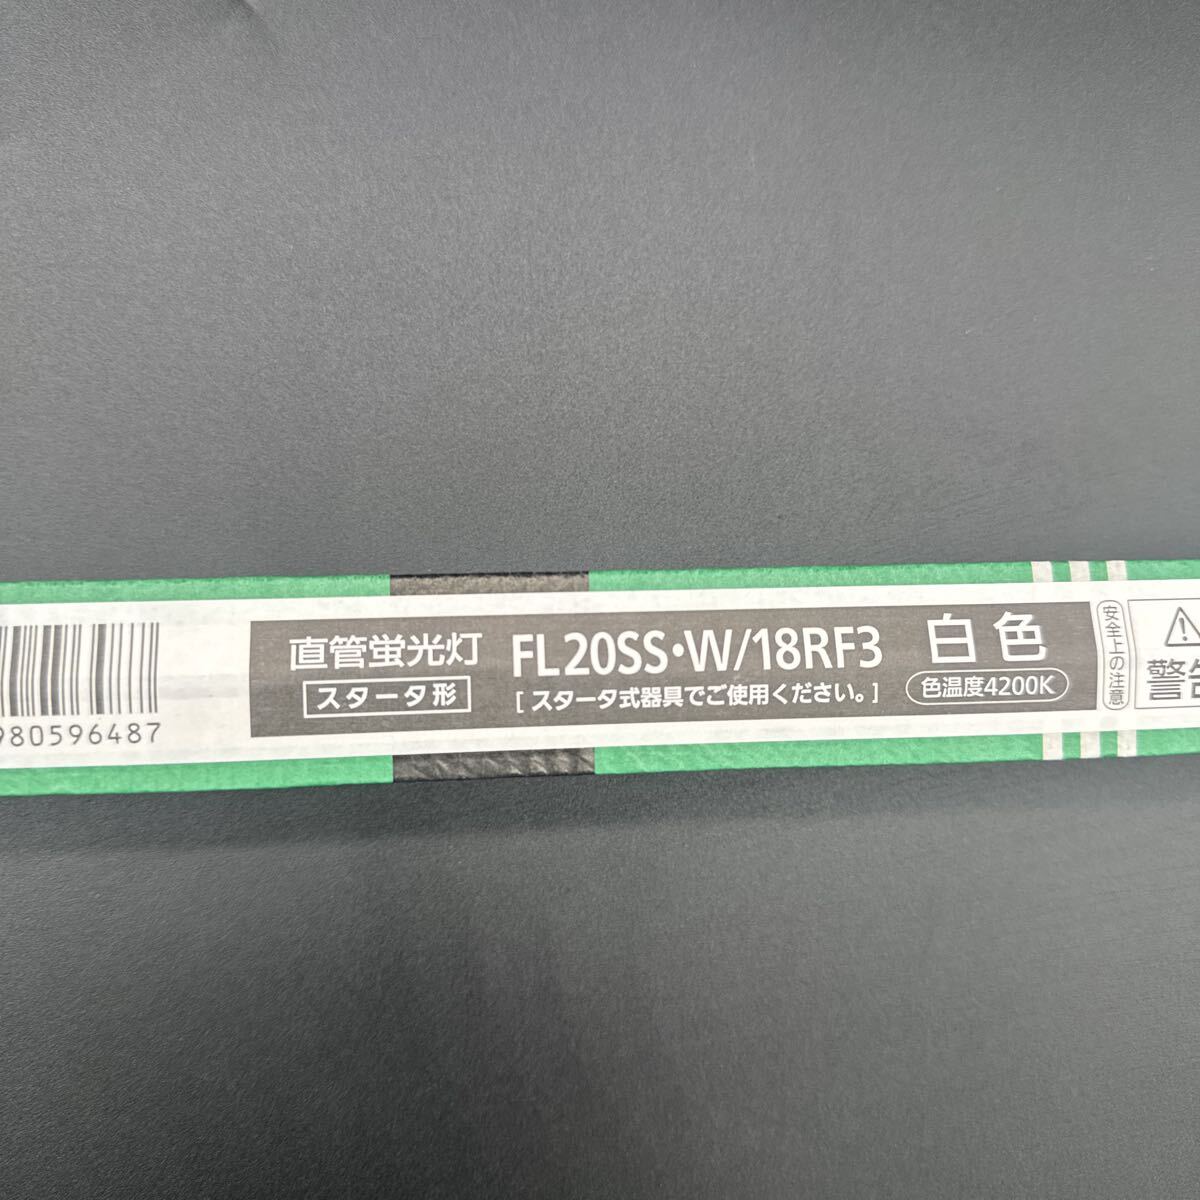 980596487
直管蛍光灯
スタータ形
FL20SS・W/18RF3
[ スタータ式器具でご使用ください。]
白色
色温度4200K
安全上の注意
警告